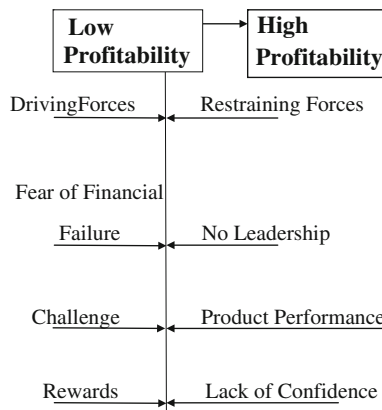 Low
Profitability
High
Profitability
DrivingForces
Restraining Forces
Fear of Financial
Failure
No Leadership
Challenge
Product Performance
Rewards
Lack of Confidence